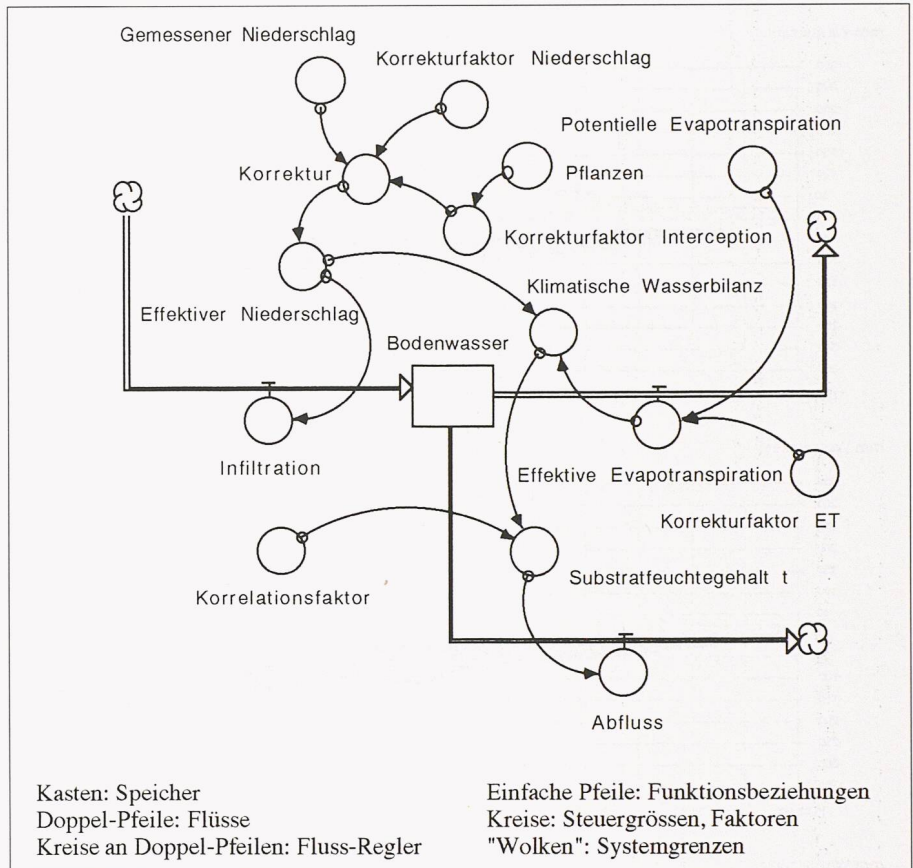 Gemessener Niederschlag
Korrekturfaktor Niederschlag
Potentielle Evapotranspiration
Korrektur
Pflanzen
Korrekturfaktor Interception
Effektiver Niederschlag
Klimatische Wasserbilanz
Bodenwasser
Infiltration
Effektive Evapotranspiration
Korrekturfaktor ET
Korrelationsfaktor
Substratfeuchtegehalt t
Abfluss
Kasten: Speicher
Doppel-Pfeile: Flüsse
Kreise an Doppel-Pfeilen: Fluss-Regler
Einfache Pfeile: Funktionsbeziehungen
Kreise: Steuergrössen, Faktoren
"Wolken": Systemgrenzen